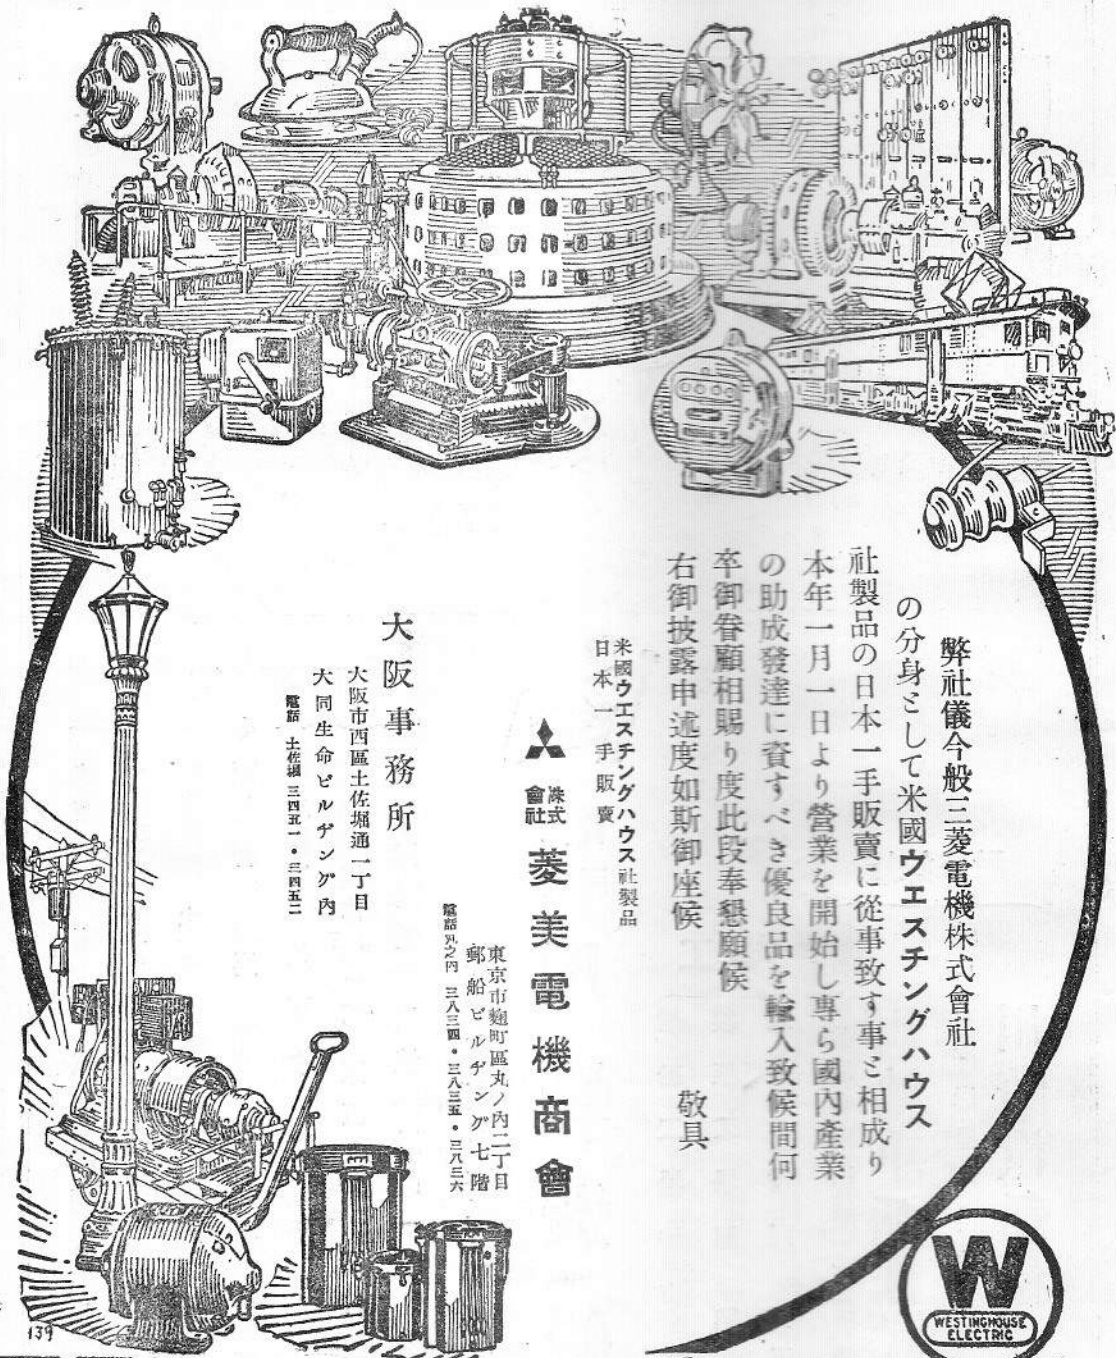 弊社儀今般三菱電機株式會社
の分身として米國ウエスチングハウス
社製品の日本一手販賣に從事致す事と相成り
本年一月一日より營業を開始し專ら國內產業
の助成發達に資すべき優良品を輸入致候間何
卒御眷顧相賜り度此段奉懇願候
右御披露申述度如斯御座候 敬具
米國ウエスチングハウス社製品
日本一手販賣
株式會社 菱美電機商會
東京市麴町區丸ノ內二丁目
郵船ビルヂング七階
電話丸之內 三八三四・三八三五・三八三六
大阪事務所
大阪市西區土佐堀通一丁目
大同生命ビルヂング內
電話 土佐堀 三四五一・三四五二
W
WESTINGHOUSE
ELECTRIC
139